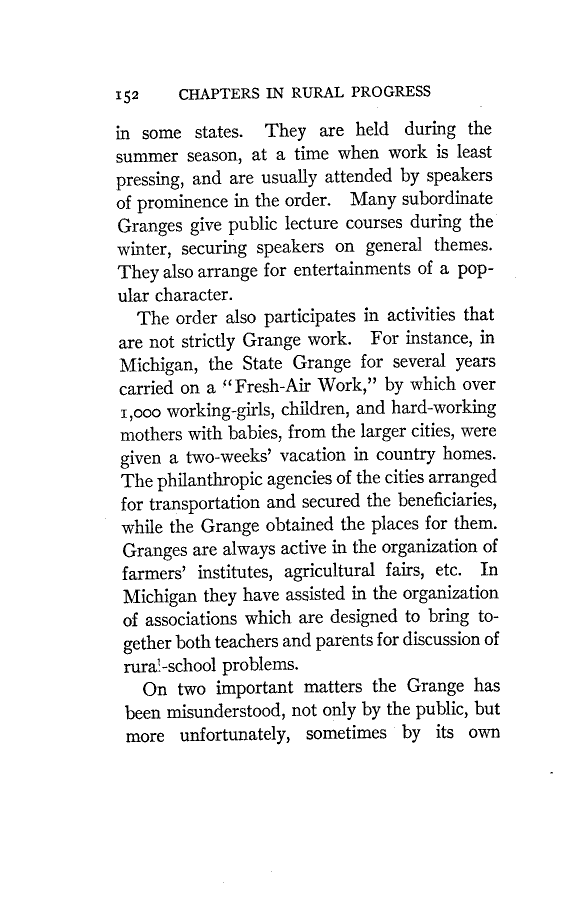 152 CHAPTERS IN RURAL PROGRESS
in some states. They are held during the
summer season, at a time when work is least
pressing, and are usually attended by speakers
of prominence in the order. Many subordinate
Granges give public lecture courses during the
winter, securing speakers on general themes.
They also arrange for entertainments of a pop-
ular character.
The order also participates in activities that
are not strictly Grange work. For instance, in
Michigan, the State Grange for several years
carried on a “Fresh-Air Work,” by which over
1,000 working-girls, children, and hard-working
mothers with babies, from the larger cities, were
given a two-weeks’ vacation in country homes.
The philanthropic agencies of the cities arranged
for transportation and secured the beneficiaries,
while the Grange obtained the places for them.
Granges are always active in the organization of
farmers’ institutes, agricultural fairs, etc. In
Michigan they have assisted in the organization
of associations which are designed to bring to-
gether both teachers and parents for discussion of
rural-school problems.
On two important matters the Grange has
been misunderstood, not only by the public, but
more unfortunately, sometimes by its own